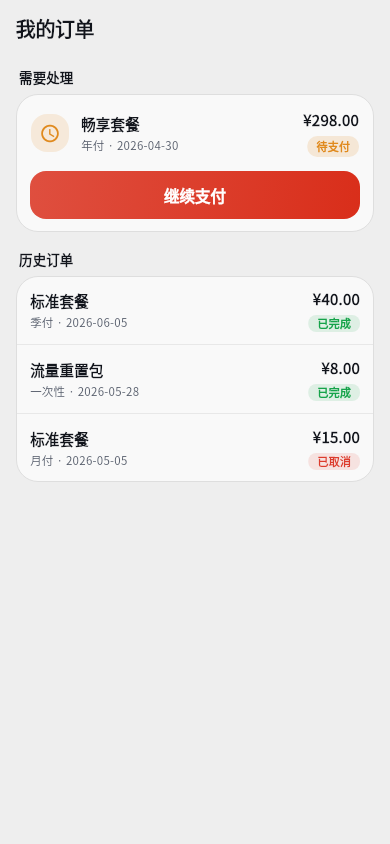 我的订单
需要处理
畅享套餐
¥298.00
年付 · 2026-04-30
待支付
继续支付
历史订单
标准套餐
¥40.00
季付 · 2026-06-05
已完成
流量重置包
¥8.00
一次性 · 2026-05-28
已完成
标准套餐
¥15.00
月付 · 2026-05-05
已取消